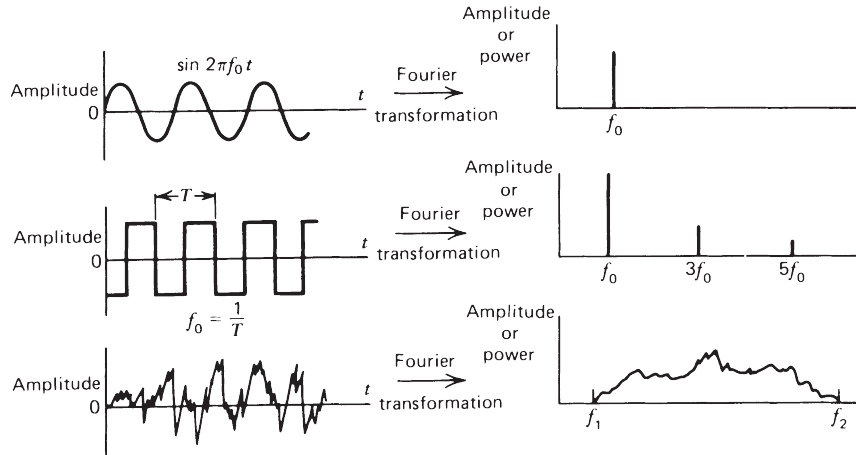 Amplitude
0
sin 2πf₀t
t
Fourier
transformation
Amplitude
or
power
f₀
Amplitude
0
T
t
f₀ = 1/T
Fourier
transformation
Amplitude
or
power
f₀
3f₀
5f₀
Amplitude
0
t
Fourier
transformation
Amplitude
or
power
f₁
f₂